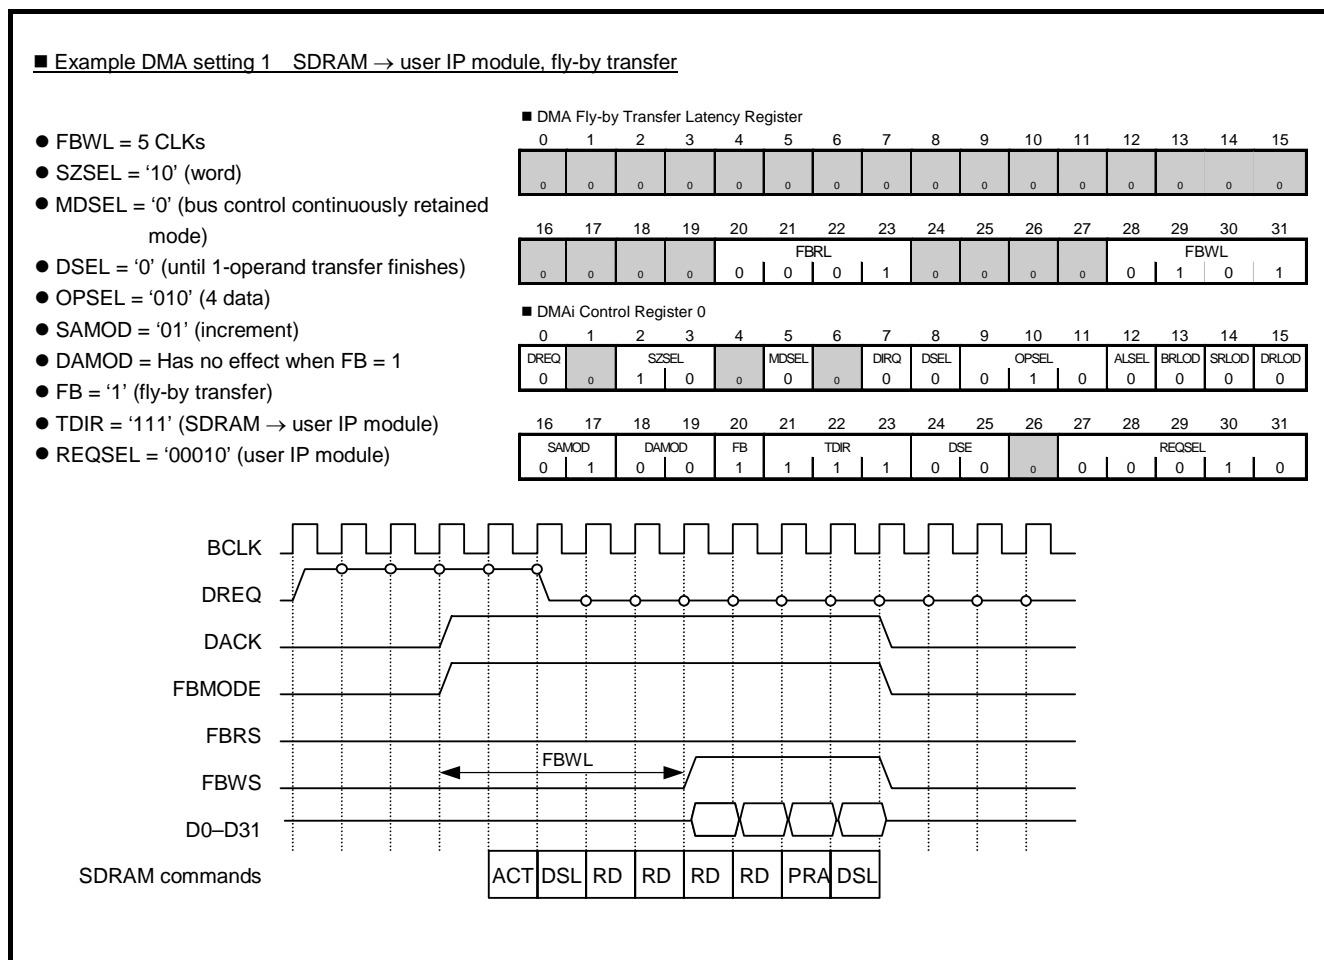 ■ Example DMA setting 1 SDRAM → user IP module, fly-by transfer
● FBWL = 5 CLKs
● SZSEL = ‘10’ (word)
● MDSEL = ‘0’ (bus control continuously retained
mode)
● DSEL = ‘0’ (until 1-operand transfer finishes)
● OPSEL = ‘010’ (4 data)
● SAMOD = ‘01’ (increment)
● DAMOD = Has no effect when FB = 1
● FB = ‘1’ (fly-by transfer)
● TDIR = ‘111’ (SDRAM → user IP module)
● REQSEL = ‘00010’ (user IP module)
■ DMA Fly-by Transfer Latency Register
0 1 2 3 4 5 6 7 8 9 10 11 12 13 14 15
0 0 0 0 0 0 0 0 0 0 0 0 0 0 0 0
16 17 18 19 20 21 22 23 24 25 26 27 28 29 30 31
FBRL FBWL
0 0 0 0 0 0 0 1 0 0 0 0 0 1 0 1
■ DMAi Control Register 0
0 1 2 3 4 5 6 7 8 9 10 11 12 13 14 15
DREQ SZSEL MDSEL DIRQ DSEL OPSEL ALSEL BRLOD SRLOD DRLOD
0 0 1 0 0 0 0 0 0 0 1 0 0 0 0 0
16 17 18 19 20 21 22 23 24 25 26 27 28 29 30 31
SAMOD DAMOD FB TDIR DSE REQSEL
0 1 0 0 1 1 1 1 0 0 0 0 0 0 1 0
BCLK
DREQ
DACK
FBMODE
FBRS
FBWL
FBWS
D0–D31
SDRAM commands ACT DSL RD RD RD RD PRA DSL